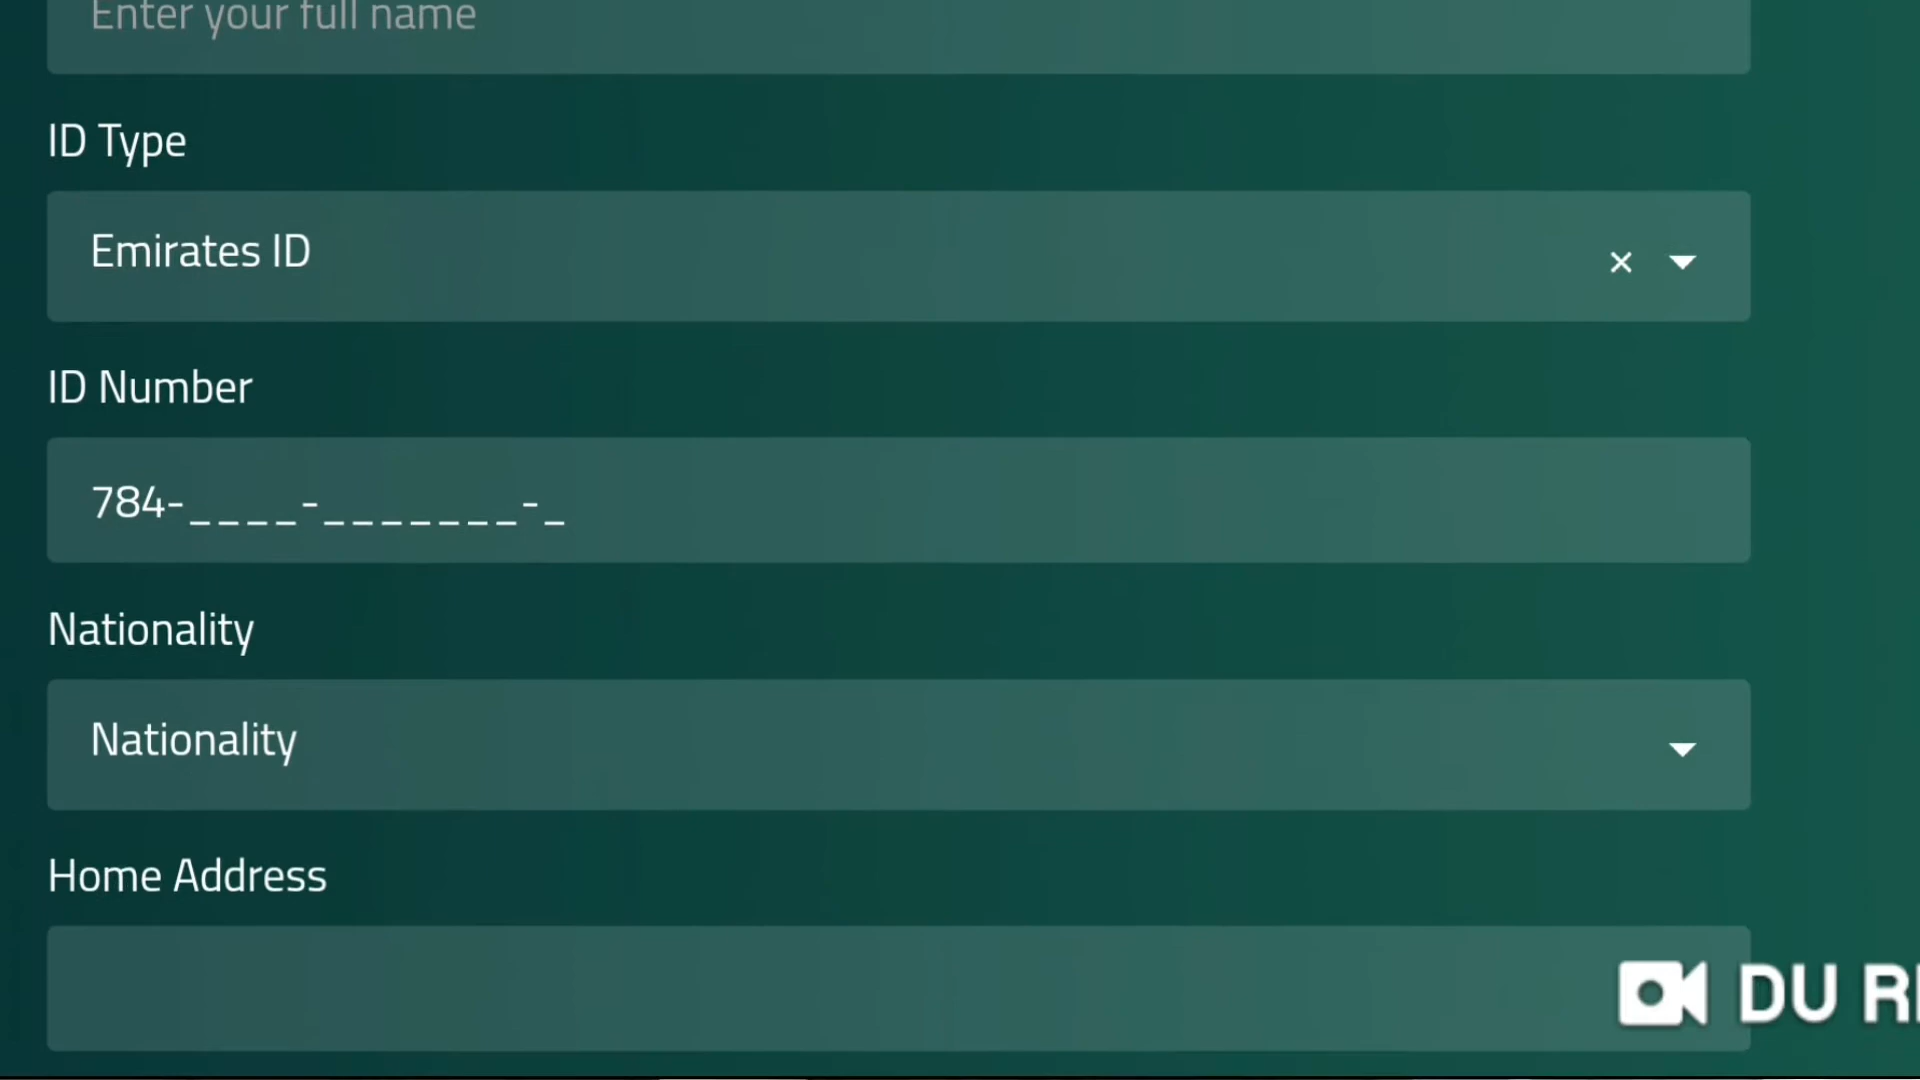 Enter your full name
ID Type
Emirates ID
ID Number
784-____-_______-_
Nationality
Nationality
Home Address
DU